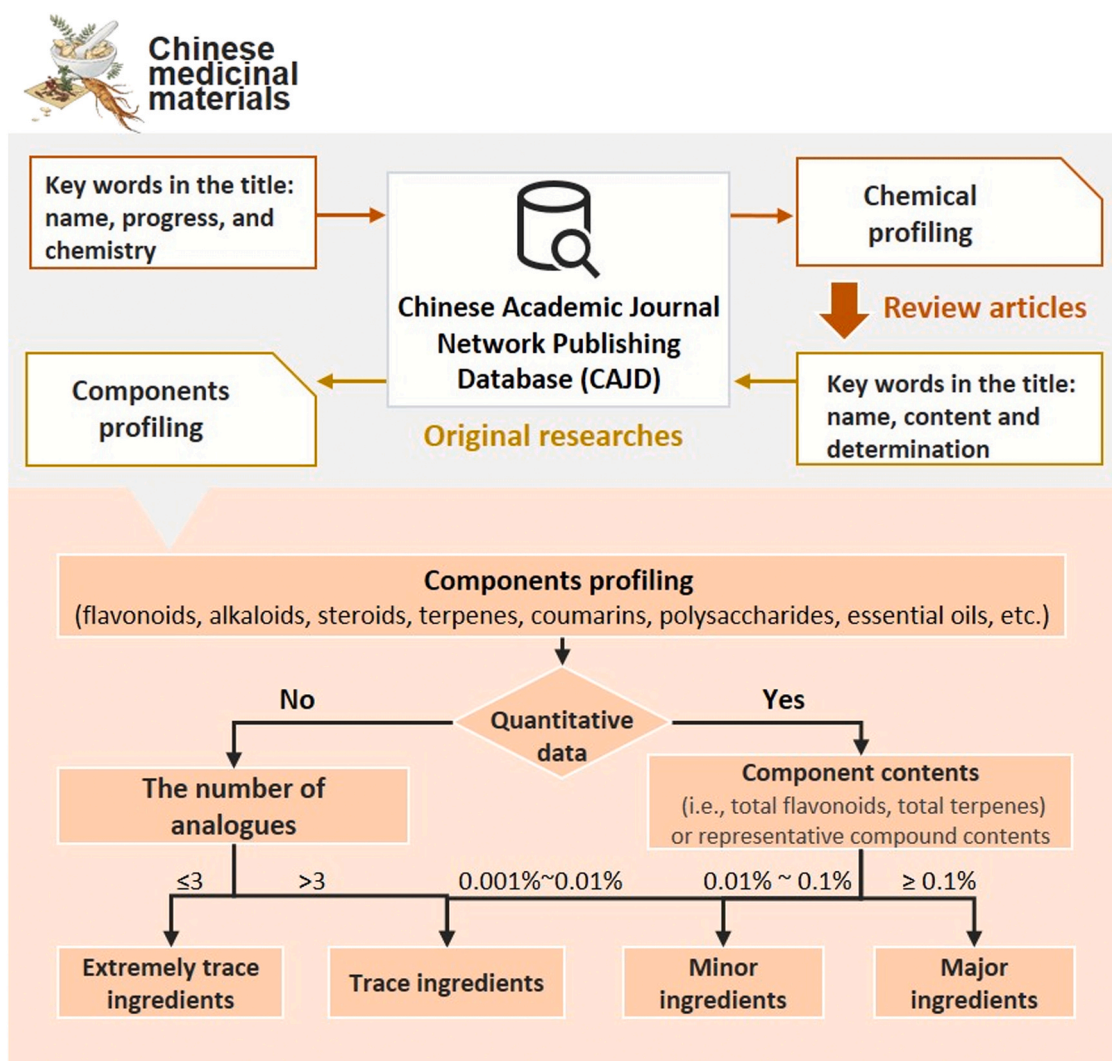 Chinese
medicinal
materials
Key words in the title:
name, progress, and
chemistry
Chinese Academic Journal
Network Publishing
Database (CAJD)
Chemical
profiling
Review articles
Key words in the title:
name, content and
determination
Original researches
Components
profiling
Components profiling
(flavonoids, alkaloids, steroids, terpenes, coumarins, polysaccharides, essential oils, etc.)
Quantitative
data
No
Yes
The number of
analogues
Component contents
(i.e., total flavonoids, total terpenes)
or representative compound contents
≤3
>3
0.001%~0.01%
0.01% ~ 0.1%
≥ 0.1%
Extremely trace
ingredients
Trace ingredients
Minor
ingredients
Major
ingredients